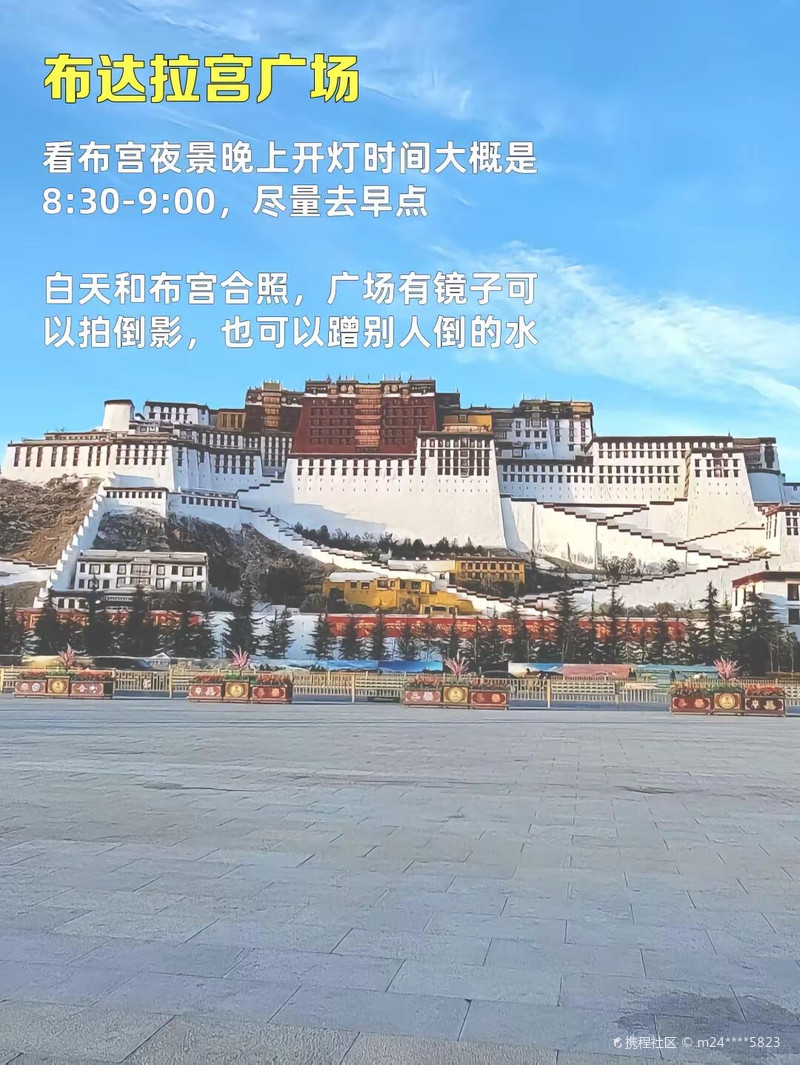 布达拉宫广场
看布宫夜景晚上开灯时间大概是
8:30-9:00，尽量去早点
白天和布宫合照，广场有镜子可
以拍倒影，也可以蹭别人倒的水
携程社区 © m24****5823